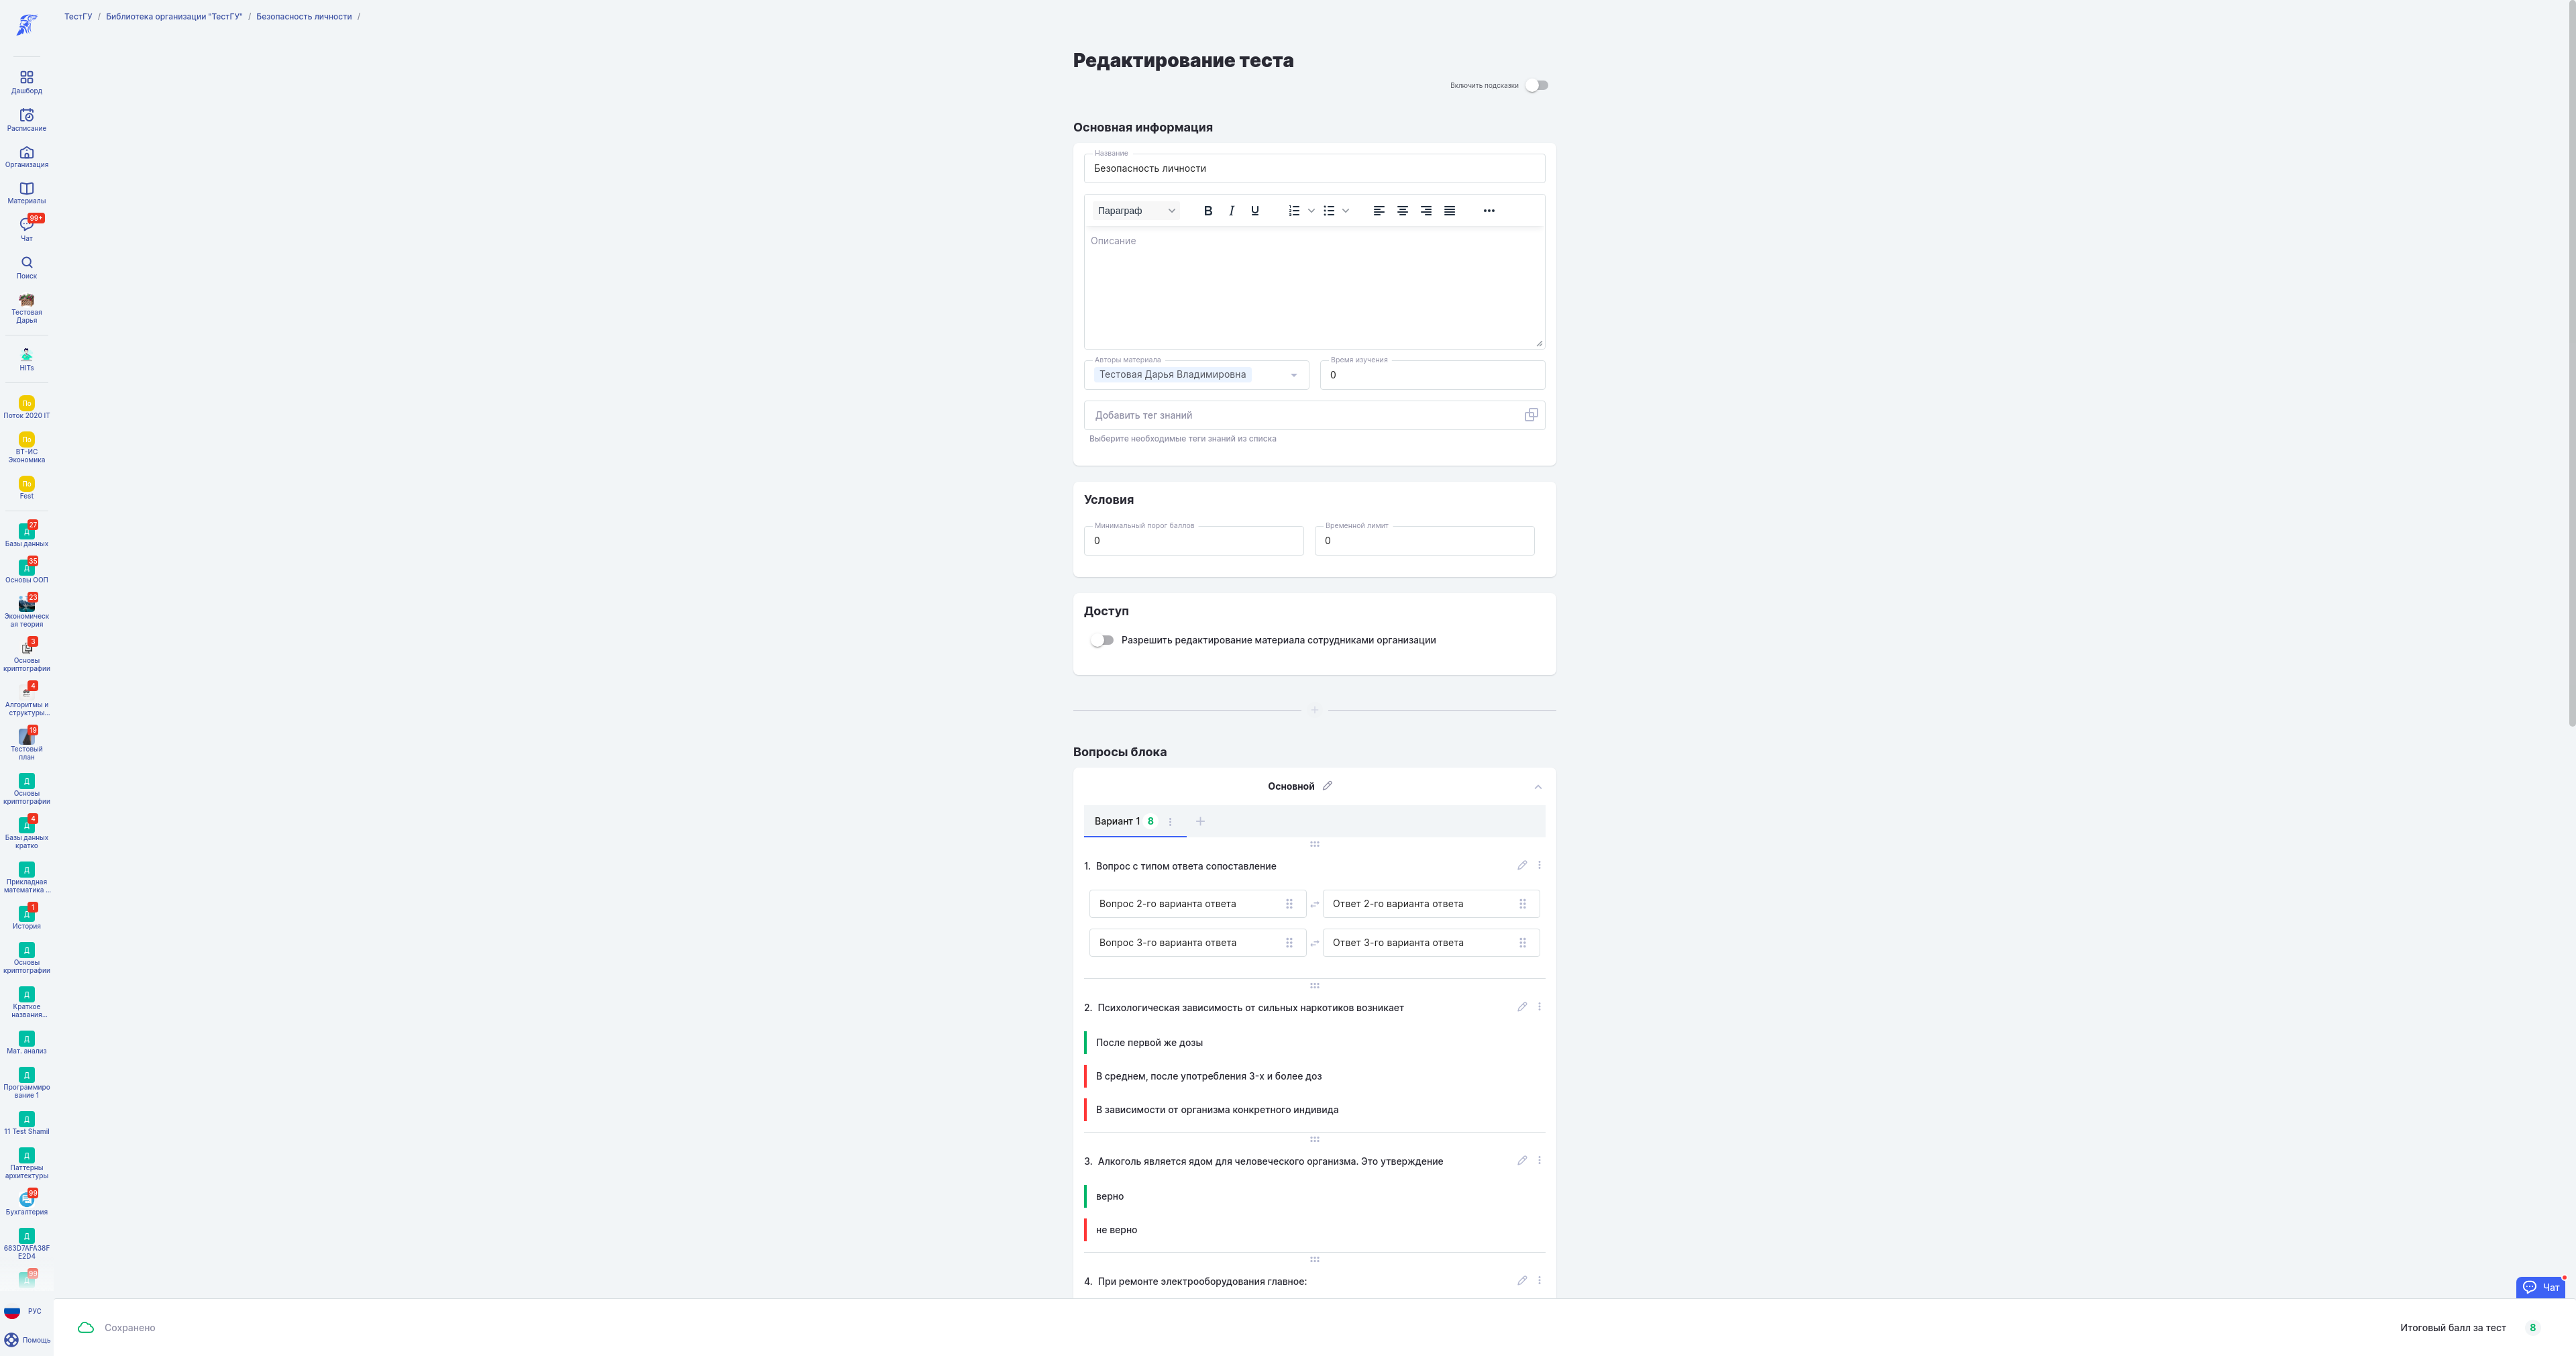 ТестГУ / Библиотека организации "ТестГУ" / Безопасность личности /
Дашборд
Расписание
Организация
Материалы
99+
Чат
Поиск
Тестовая
Дарья
HITs
По
Поток 2020 IT
По
ВТ-ИС
Экономика
По
Fest
Д
27
Базы данных
Д
35
Основы ООП
23
Экономическ
ая теория
3
Основы
криптографии
4
Алгоритмы и
структуры...
19
Тестовый
план
Д
Основы
криптографии
Д
4
Базы данных
кратко
Д
Прикладная
математика ...
Д
1
История
Д
Основы
криптографии
Д
Краткое
названия...
Д
Мат. анализ
Д
Программиро
вание 1
Д
11 Test Shamil
Д
Паттерны
архитектуры
99
Бухгалтерия
Д
683D7AFA38F
E2D4
Д
99
РУС
Помощь
Редактирование теста
Включить подсказки
Основная информация
Название
Безопасность личности
Параграф
B I U
Описание
Авторы материала
Тестовая Дарья Владимировна
Время изучения
0
Добавить тег знаний
Выберите необходимые теги знаний из списка
Условия
Минимальный порог баллов
0
Временной лимит
0
Доступ
Разрешить редактирование материала сотрудниками организации
Вопросы блока
Основной
Вариант 1 8
1. Вопрос с типом ответа сопоставление
Вопрос 2-го варианта ответа
Ответ 2-го варианта ответа
Вопрос 3-го варианта ответа
Ответ 3-го варианта ответа
2. Психологическая зависимость от сильных наркотиков возникает
После первой же дозы
В среднем, после употребления 3-х и более доз
В зависимости от организма конкретного индивида
3. Алкоголь является ядом для человеческого организма. Это утверждение
верно
не верно
4. При ремонте электрооборудования главное:
Чат
Сохранено
Итоговый балл за тест 8